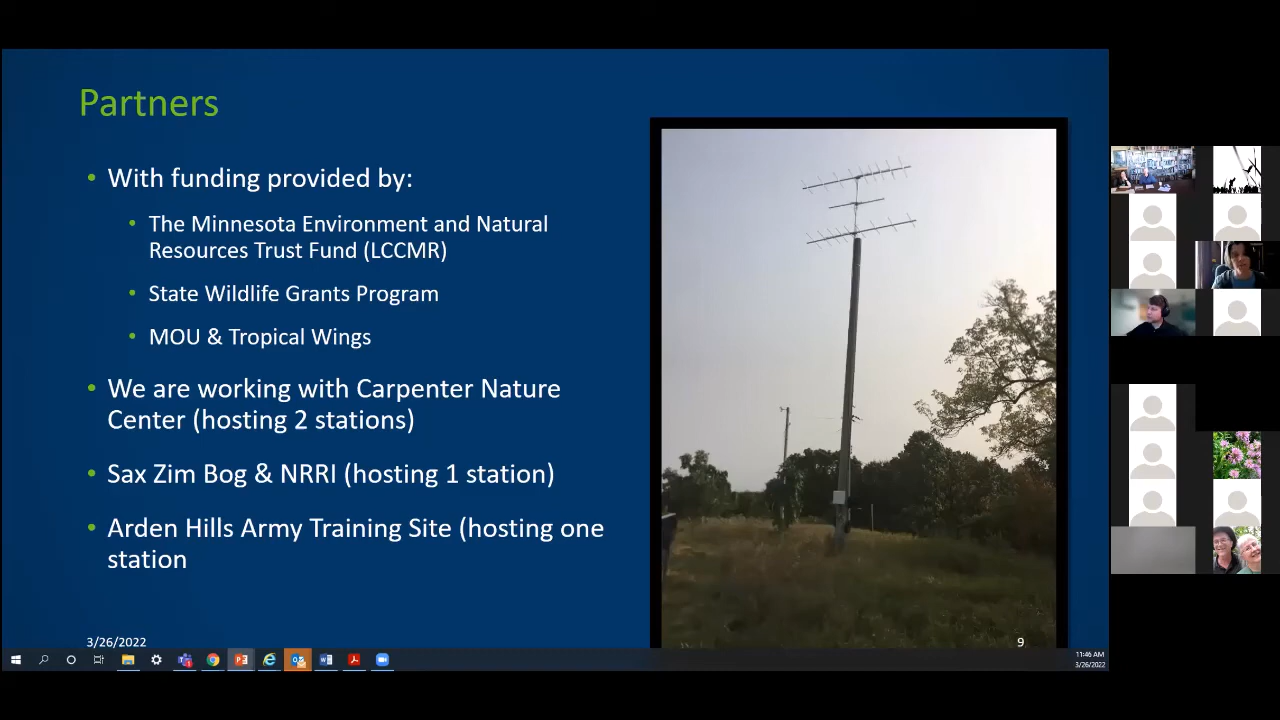 Partners
• With funding provided by:
• The Minnesota Environment and Natural
Resources Trust Fund (LCCMR)
• State Wildlife Grants Program
• MOU & Tropical Wings
• We are working with Carpenter Nature
Center (hosting 2 stations)
• Sax Zim Bog & NRRI (hosting 1 station)
• Arden Hills Army Training Site (hosting one
station
3/26/2022
9
11:46 AM
3/26/2022